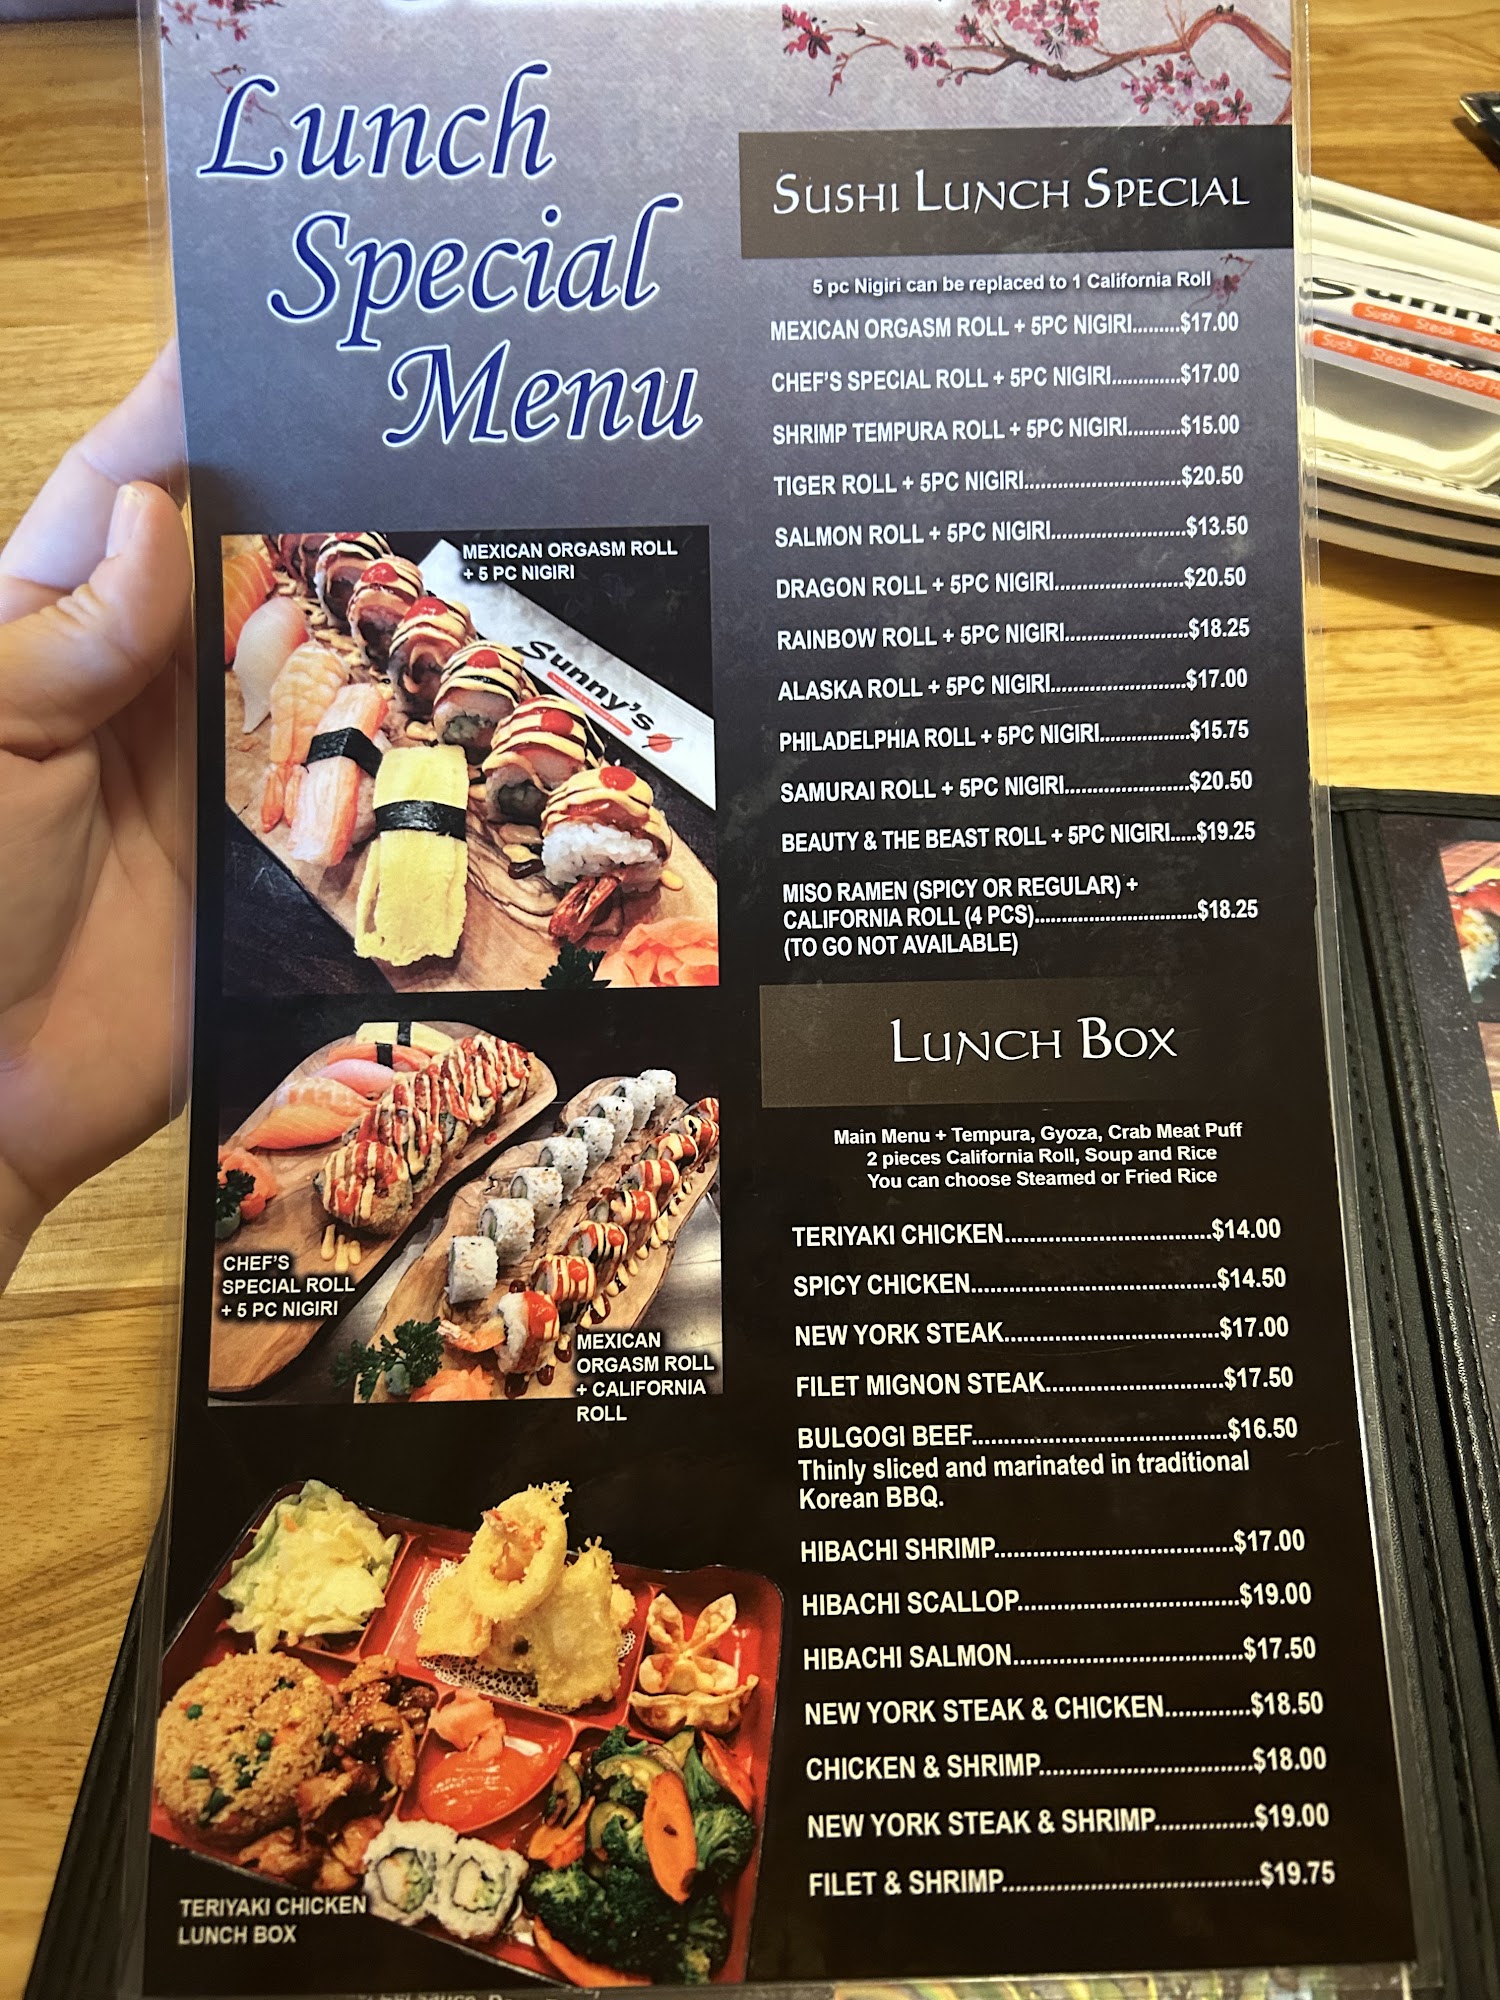 Lunch
Special
Menu
SUSHI LUNCH SPECIAL
5 pc Nigiri can be replaced to 1 California Roll
MEXICAN ORGASM ROLL + 5PC NIGIRI.........$17.00
CHEF'S SPECIAL ROLL + 5PC NIGIRI.............$17.00
SHRIMP TEMPURA ROLL + 5PC NIGIRI..........$15.00
TIGER ROLL + 5PC NIGIRI..............................$20.50
SALMON ROLL + 5PC NIGIRI.........................$13.50
DRAGON ROLL + 5PC NIGIRI........................$20.50
RAINBOW ROLL + 5PC NIGIRI.......................$18.25
ALASKA ROLL + 5PC NIGIRI.........................$17.00
PHILADELPHIA ROLL + 5PC NIGIRI.................$15.75
SAMURAI ROLL + 5PC NIGIRI.......................$20.50
BEAUTY & THE BEAST ROLL + 5PC NIGIRI.....$19.25
MISO RAMEN (SPICY OR REGULAR) +
CALIFORNIA ROLL (4 PCS)...............................$18.25
(TO GO NOT AVAILABLE)
MEXICAN ORGASM ROLL
+ 5 PC NIGIRI
Sunny's
CHEF'S
SPECIAL ROLL
+ 5 PC NIGIRI
MEXICAN
ORGASM ROLL
+ CALIFORNIA
ROLL
TERIYAKI CHICKEN
LUNCH BOX
LUNCH BOX
Main Menu + Tempura, Gyoza, Crab Meat Puff
2 pieces California Roll, Soup and Rice
You can choose Steamed or Fried Rice
TERIYAKI CHICKEN.................................$14.00
SPICY CHICKEN.......................................$14.50
NEW YORK STEAK..................................$17.00
FILET MIGNON STEAK............................$17.50
BULGOGI BEEF........................................$16.50
Thinly sliced and marinated in traditional
Korean BBQ.
HIBACHI SHRIMP.....................................$17.00
HIBACHI SCALLOP...................................$19.00
HIBACHI SALMON....................................$17.50
NEW YORK STEAK & CHICKEN.............$18.50
CHICKEN & SHRIMP.................................$18.00
NEW YORK STEAK & SHRIMP...............$19.00
FILET & SHRIMP.......................................$19.75
Sushi Steak
Sushi Steak Seafood